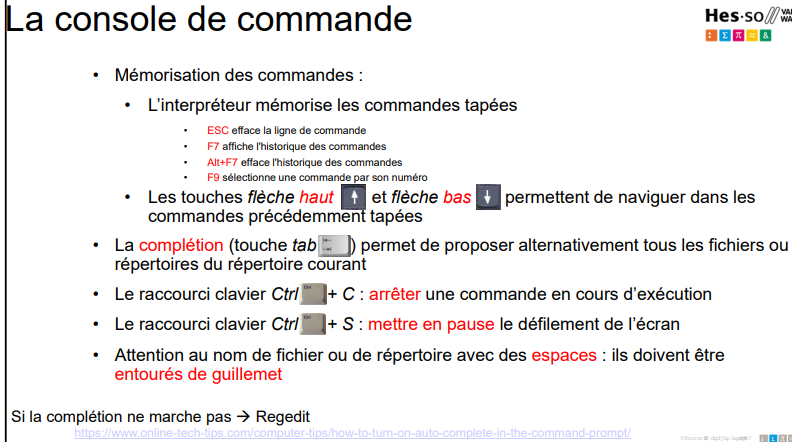 La console de commande
Hes·so// VAL
WAL
Σ π ≈ &
• Mémorisation des commandes :
• L'interpréteur mémorise les commandes tapées
• ESC efface la ligne de commande
• F7 affiche l'historique des commandes
• Alt+F7 efface l'historique des commandes
• F9 sélectionne une commande par son numéro
• Les touches flèche haut ↑ et flèche bas ↓ permettent de naviguer dans les
commandes précédemment tapées
• La complétion (touche tab) permet de proposer alternativement tous les fichiers ou
répertoires du répertoire courant
• Le raccourci clavier Ctrl Ctrl + C : arrêter une commande en cours d'exécution
• Le raccourci clavier Ctrl Ctrl + S : mettre en pause le défilement de l'écran
• Attention au nom de fichier ou de répertoire avec des espaces : ils doivent être
entourés de guillemet
Si la complétion ne marche pas → Regedit
https://www.online-tech-tips.com/computer-tips/how-to-turn-on-auto-complete-in-the-command-prompt/